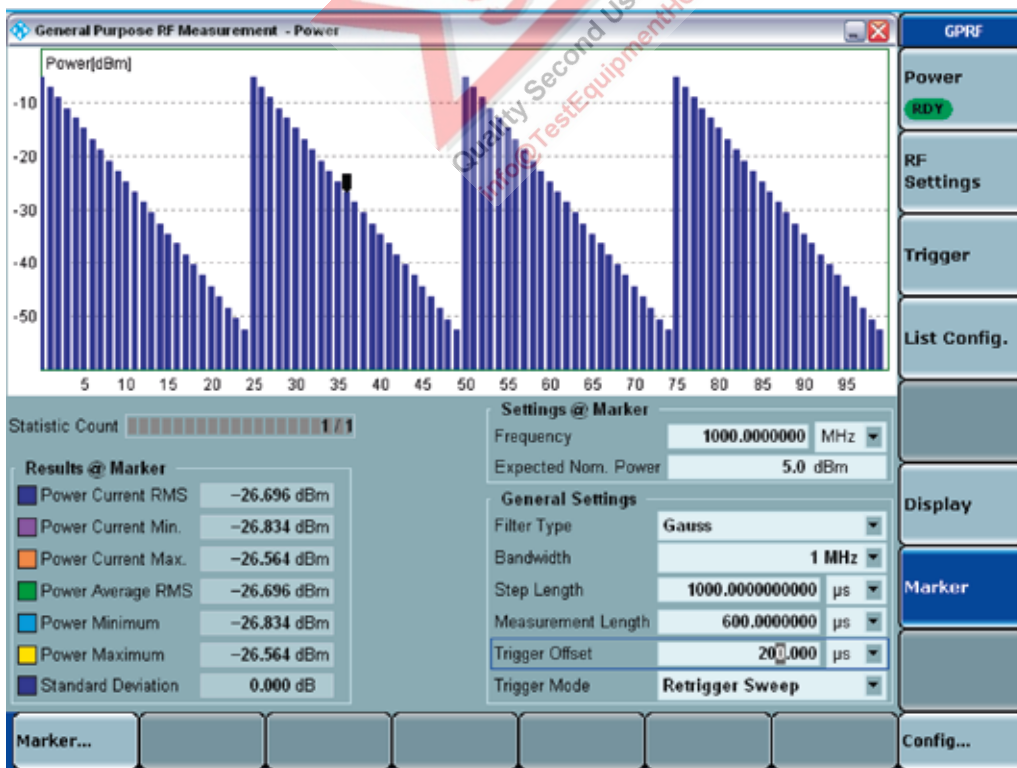 General Purpose RF Measurement - Power
GPRF
Power[dBm]
-10
-20
-30
-40
-50
5 10 15 20 25 30 35 40 45 50 55 60 65 70 75 80 85 90 95
Quality Second
Statistic Count 1 / 1
Results @ Marker
Power Current RMS −26.696 dBm
Power Current Min. −26.834 dBm
Power Current Max. −26.564 dBm
Power Average RMS −26.696 dBm
Power Minimum −26.834 dBm
Power Maximum −26.564 dBm
Standard Deviation 0.000 dB
Settings @ Marker
Frequency 1000.0000000 MHz
Expected Nom. Power 5.0 dBm
General Settings
Filter Type Gauss
Bandwidth 1 MHz
Step Length 1000.0000000000 µs
Measurement Length 600.0000000 µs
Trigger Offset 200.000 µs
Trigger Mode Retrigger Sweep
Power
RDY
RF
Settings
Trigger
List Config.
Display
Marker
Marker...
Config...